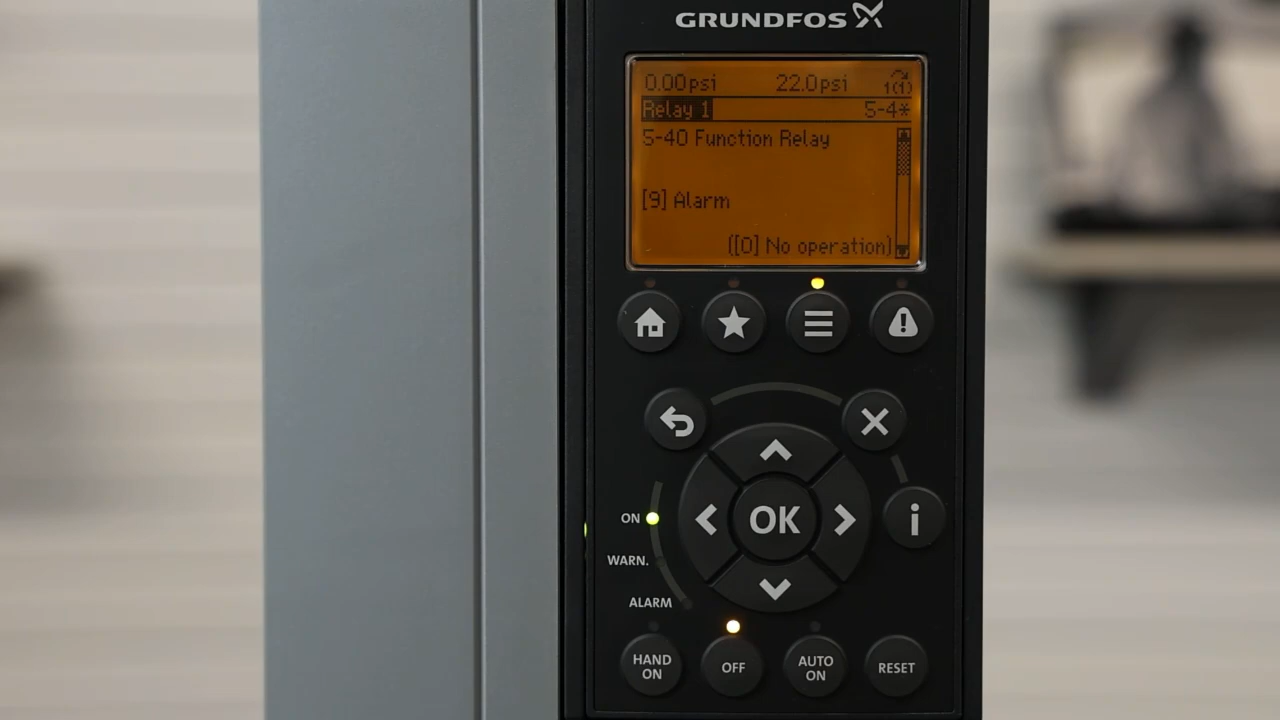 GRUNDFOS
0.00psi 22.0psi 1(1)
Relay 1 5-4*
5-40 Function Relay
[9] Alarm
([0] No operation)
OK
i
ON
WARN.
ALARM
HAND ON
OFF
AUTO ON
RESET